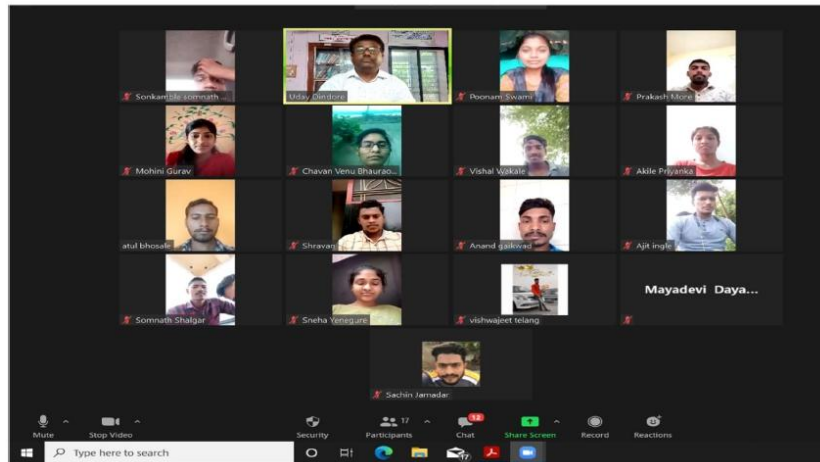 Sonkamble somnath ...
Uday Dindore
Poonam Swami
Prakash More
Mohini Gurav
Chavan Venu Bhaurao...
Vishal Wakale
Akile Priyanka
atul bhosale
Shravan
Anand gaikwad
Ajit ingle
Somnath Shalgar
Sneha Yenegure
vishwajeet telang
Mayadevi Daya...
Sachin Jamadar
Mute
Stop Video
Security
17
Participants
12
Chat
Share Screen
Record
Reactions
Type here to search
17